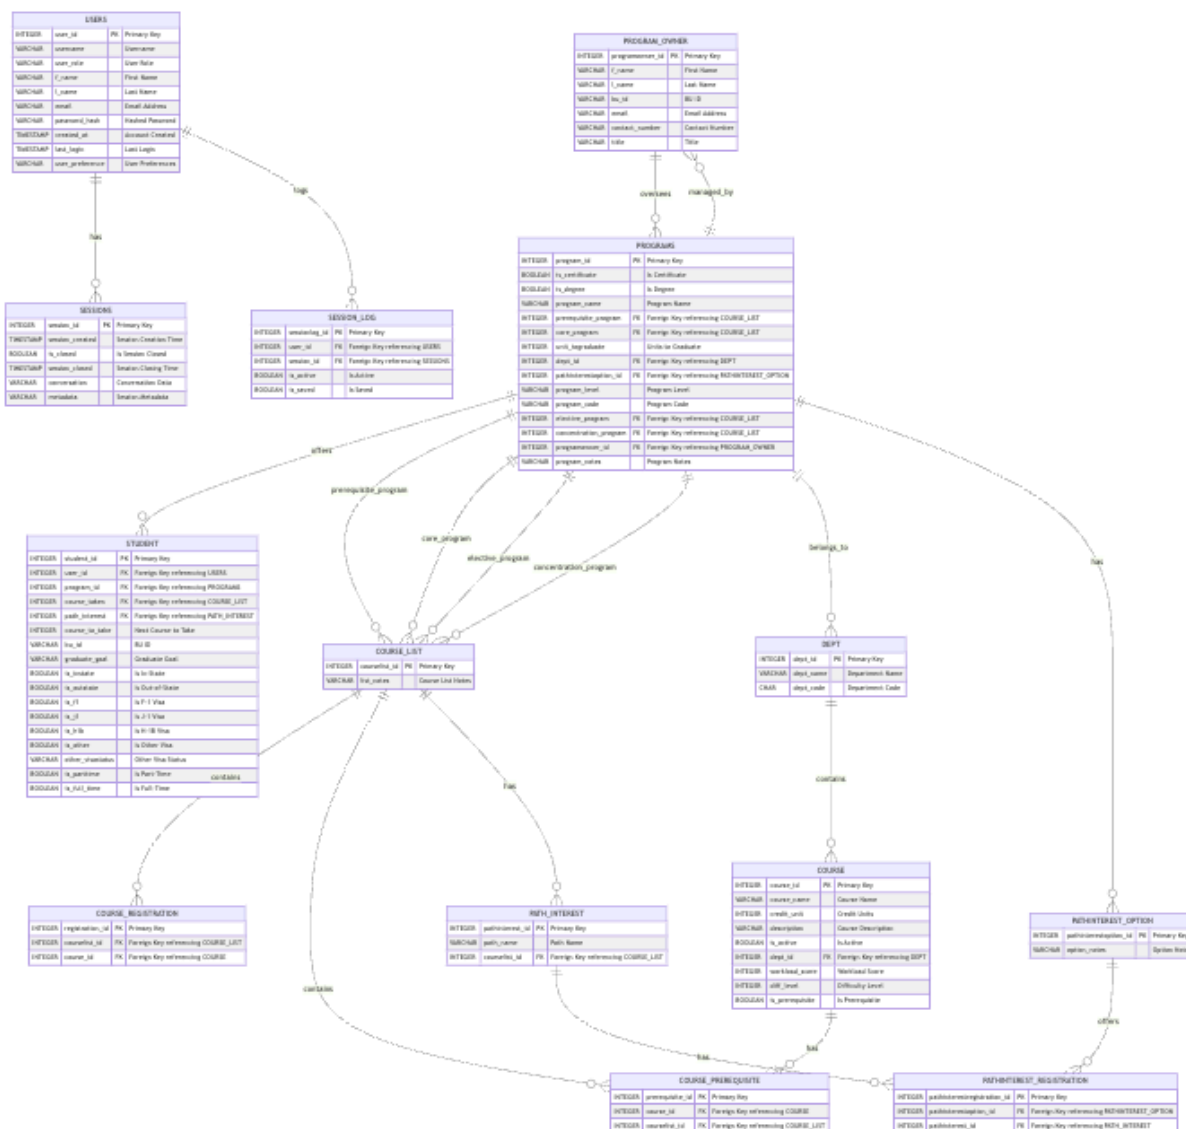 USERS
INTEGER user_id PK Primary Key
VARCHAR username Username
VARCHAR user_role User Role
VARCHAR f_name First Name
VARCHAR l_name Last Name
VARCHAR email Email Address
VARCHAR password_hash Hashed Password
TIMESTAMP created_at Account Created
TIMESTAMP last_login Last Login
VARCHAR user_preference User Preferences
PROGRAM_OWNER
INTEGER programowner_id PK Primary Key
VARCHAR f_name First Name
VARCHAR l_name Last Name
VARCHAR bu_id BU ID
VARCHAR email Email Address
VARCHAR contact_number Contact Number
VARCHAR title Title
logs
has
oversees
managed_by
SESSIONS
INTEGER session_id PK Primary Key
TIMESTAMP session_created Session Creation Time
BOOLEAN is_closed Is Session Closed
TIMESTAMP session_closed Session Closing Time
VARCHAR conversation Conversation Data
VARCHAR metadata Session Metadata
SESSION_LOG
INTEGER sessionlog_id PK Primary Key
INTEGER user_id FK Foreign Key referencing USERS
INTEGER session_id FK Foreign Key referencing SESSIONS
BOOLEAN is_active Is Active
BOOLEAN is_saved Is Saved
PROGRAMS
INTEGER program_id PK Primary Key
BOOLEAN is_certificate Is Certificate
BOOLEAN is_degree Is Degree
VARCHAR program_name Program Name
INTEGER prerequisite_program FK Foreign Key referencing COURSE_LIST
INTEGER core_program FK Foreign Key referencing COURSE_LIST
INTEGER unit_tograduate Units to Graduate
INTEGER dept_id FK Foreign Key referencing DEPT
INTEGER pathinterestoption_id FK Foreign Key referencing PATHINTEREST_OPTION
VARCHAR program_level Program Level
VARCHAR program_code Program Code
INTEGER elective_program FK Foreign Key referencing COURSE_LIST
INTEGER concentration_program FK Foreign Key referencing COURSE_LIST
INTEGER programowner_id FK Foreign Key referencing PROGRAM_OWNER
VARCHAR program_notes Program Notes
offers
prerequisite_program
core_program
elective_program
concentration_program
belongs_to
has
STUDENT
INTEGER student_id PK Primary Key
INTEGER user_id FK Foreign Key referencing USERS
INTEGER program_id FK Foreign Key referencing PROGRAMS
INTEGER course_taken FK Foreign Key referencing COURSE_LIST
INTEGER path_interest FK Foreign Key referencing PATH_INTEREST
INTEGER course_to_take Next Course to Take
VARCHAR bu_id BU ID
VARCHAR graduate_goal Graduate Goal
BOOLEAN is_instate Is In-State
BOOLEAN is_outstate Is Out-of-State
BOOLEAN is_f1 Is F-1 Visa
BOOLEAN is_j1 Is J-1 Visa
BOOLEAN is_h1b Is H-1B Visa
BOOLEAN is_other Is Other Visa
VARCHAR other_visastatus Other Visa Status
BOOLEAN is_parttime Is Part-Time
BOOLEAN is_full_time Is Full-Time
COURSE_LIST
INTEGER courselist_id PK Primary Key
VARCHAR list_notes Course List Notes
DEPT
INTEGER dept_id PK Primary Key
VARCHAR dept_name Department Name
CHAR dept_code Department Code
contains
has
contains
COURSE_REGISTRATION
INTEGER registration_id PK Primary Key
INTEGER courselist_id FK Foreign Key referencing COURSE_LIST
INTEGER course_id FK Foreign Key referencing COURSE
PATH_INTEREST
INTEGER pathinterest_id PK Primary Key
VARCHAR path_name Path Name
INTEGER courselist_id FK Foreign Key referencing COURSE_LIST
COURSE
INTEGER course_id PK Primary Key
VARCHAR course_name Course Name
INTEGER credit_unit Credit Units
VARCHAR description Course Description
BOOLEAN is_active Is Active
INTEGER dept_id FK Foreign Key referencing DEPT
INTEGER workload_score Workload Score
INTEGER diff_level Difficulty Level
BOOLEAN is_prerequisite Is Prerequisite
PATHINTEREST_OPTION
INTEGER pathinterestoption_id PK Primary Key
VARCHAR option_notes Option
contains
has
has
offers
COURSE_PREREQUISITE
INTEGER prerequisite_id PK Primary Key
INTEGER course_id FK Foreign Key referencing COURSE
INTEGER courselist_id FK Foreign Key referencing COURSE_LIST
PATHINTEREST_REGISTRATION
INTEGER pathinterestregistration_id PK Primary Key
INTEGER pathinterestoption_id FK Foreign Key referencing PATHINTEREST_OPTION
INTEGER pathinterest_id FK Foreign Key referencing PATH_INTEREST